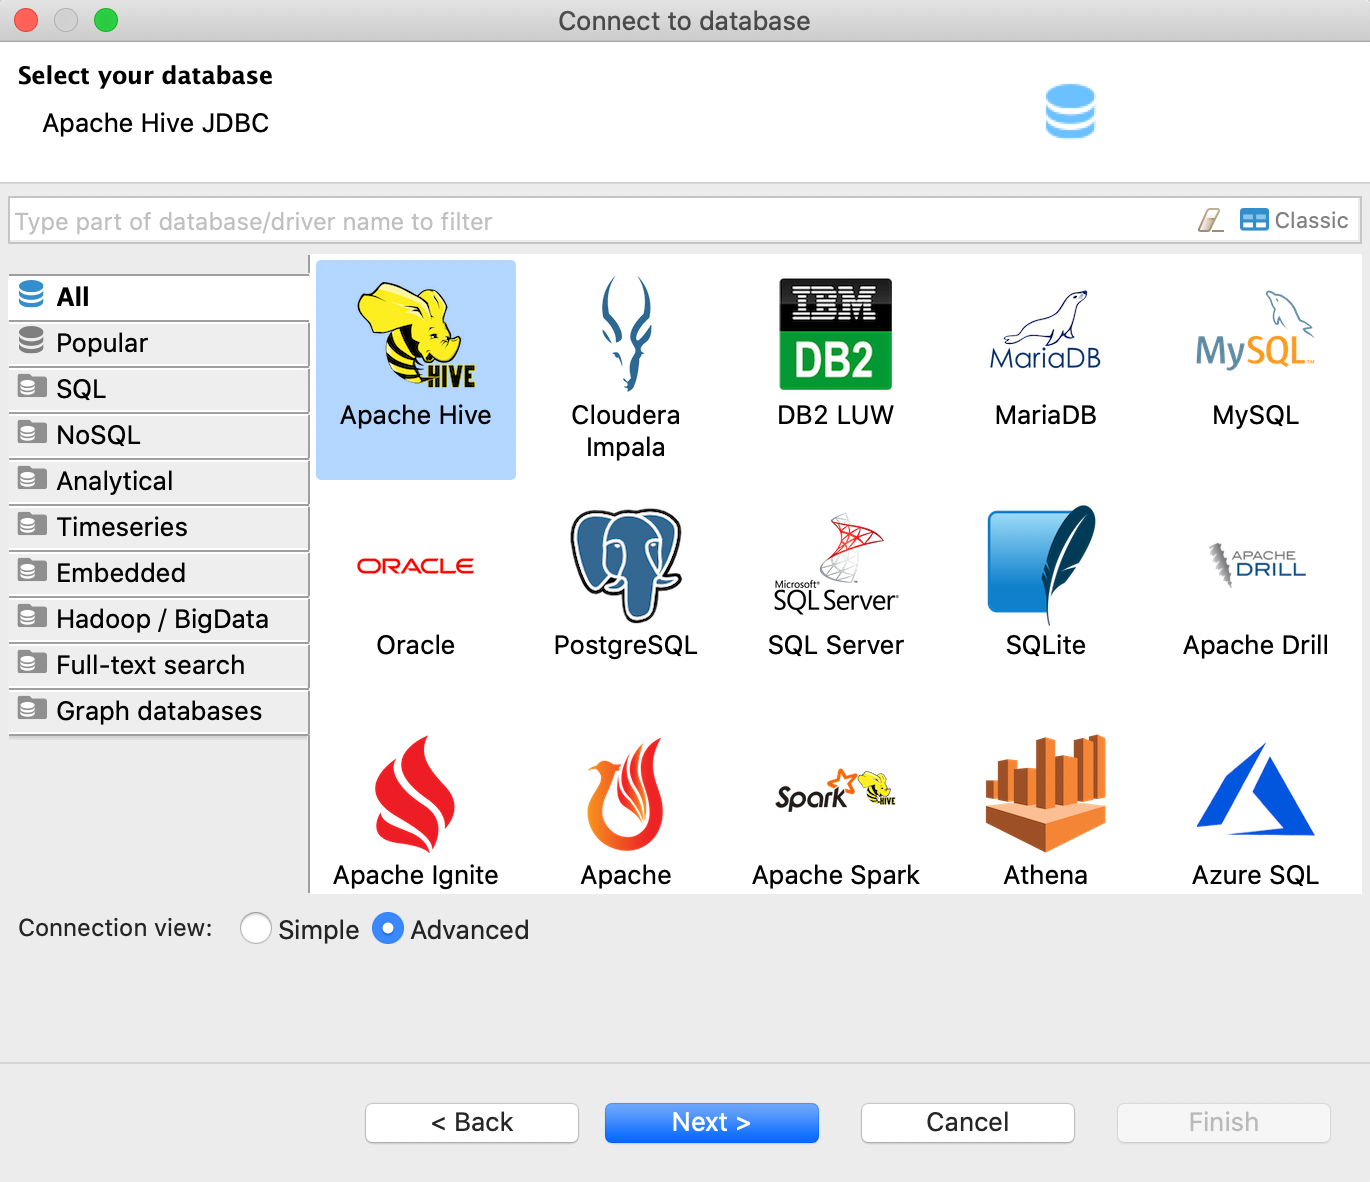 Connect to database
Select your database
Apache Hive JDBC
Type part of database/driver name to filter
Classic
All
Popular
SQL
NoSQL
Analytical
Timeseries
Embedded
Hadoop / BigData
Full-text search
Graph databases
HIVE
Apache Hive
Cloudera
Impala
IBM
DB2
DB2 LUW
MariaDB
MariaDB
MySQL™
MySQL
ORACLE
Oracle
PostgreSQL
Microsoft®
SQL Server®
SQL Server
SQLite
APACHE
DRILL
Apache Drill
Apache Ignite
Apache
Spark
HIVE
Apache Spark
Athena
Azure SQL
Connection view:
Simple
Advanced
< Back
Next >
Cancel
Finish